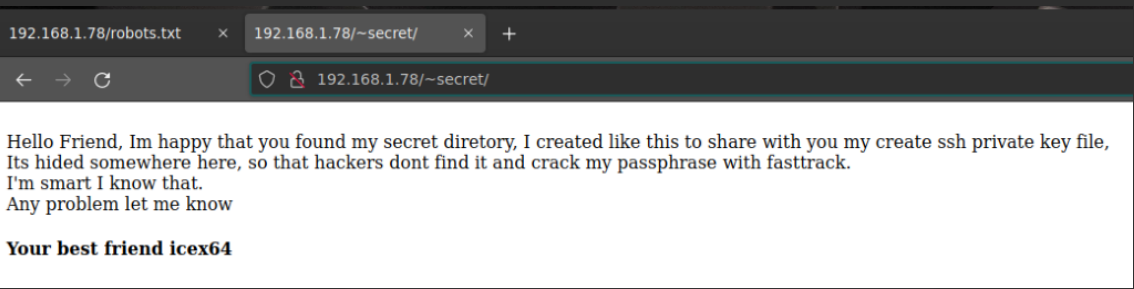 192.168.1.78/robots.txt
192.168.1.78/~secret/
192.168.1.78/~secret/
Hello Friend, Im happy that you found my secret diretory, I created like this to share with you my create ssh private key file,
Its hided somewhere here, so that hackers dont find it and crack my passphrase with fasttrack.
I'm smart I know that.
Any problem let me know
Your best friend icex64